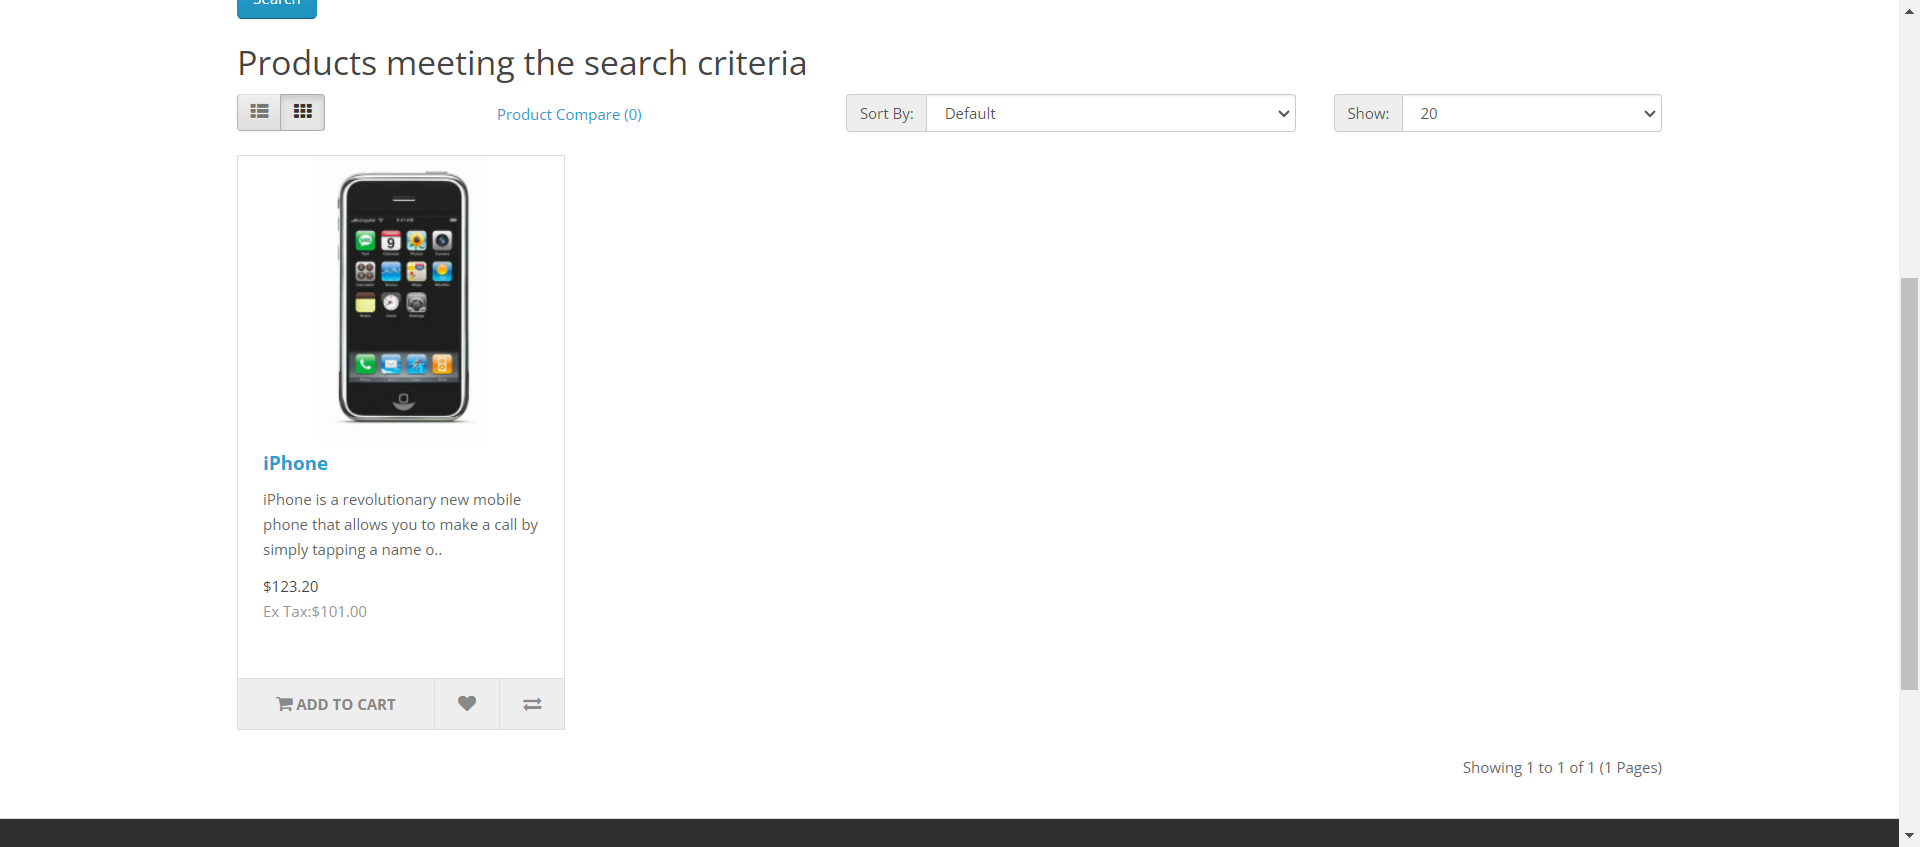 Search
Products meeting the search criteria
Product Compare (0)
Sort By:
Default
Show:
20
9
iPhone
iPhone is a revolutionary new mobile
phone that allows you to make a call by
simply tapping a name o..
$123.20
Ex Tax:$101.00
ADD TO CART
Showing 1 to 1 of 1 (1 Pages)